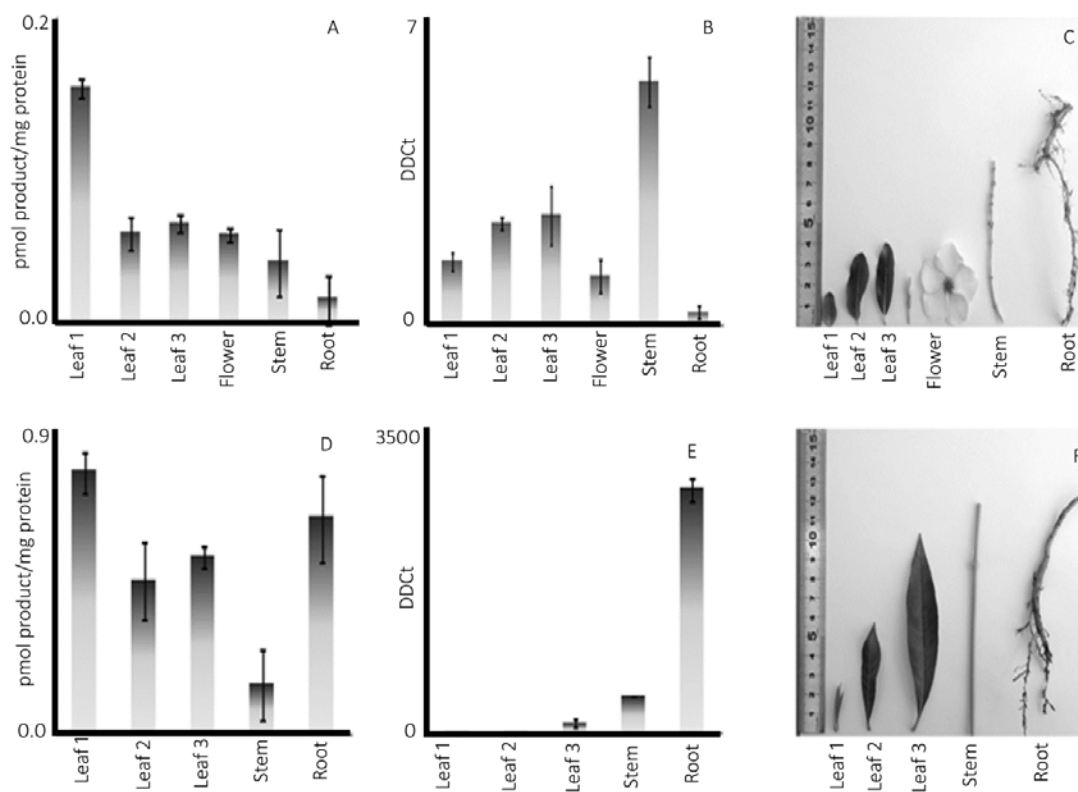 A
0.2
pmol product/mg protein
0.0
Leaf 1
Leaf 2
Leaf 3
Flower
Stem
Root
B
7
DDCt
0
Leaf 1
Leaf 2
Leaf 3
Flower
Stem
Root
C
Leaf 1
Leaf 2
Leaf 3
Flower
Stem
Root
D
0.9
pmol product/mg protein
0.0
Leaf 1
Leaf 2
Leaf 3
Stem
Root
E
3500
DDCt
0
Leaf 1
Leaf 2
Leaf 3
Stem
Root
Leaf 1
Leaf 2
Leaf 3
Stem
Root